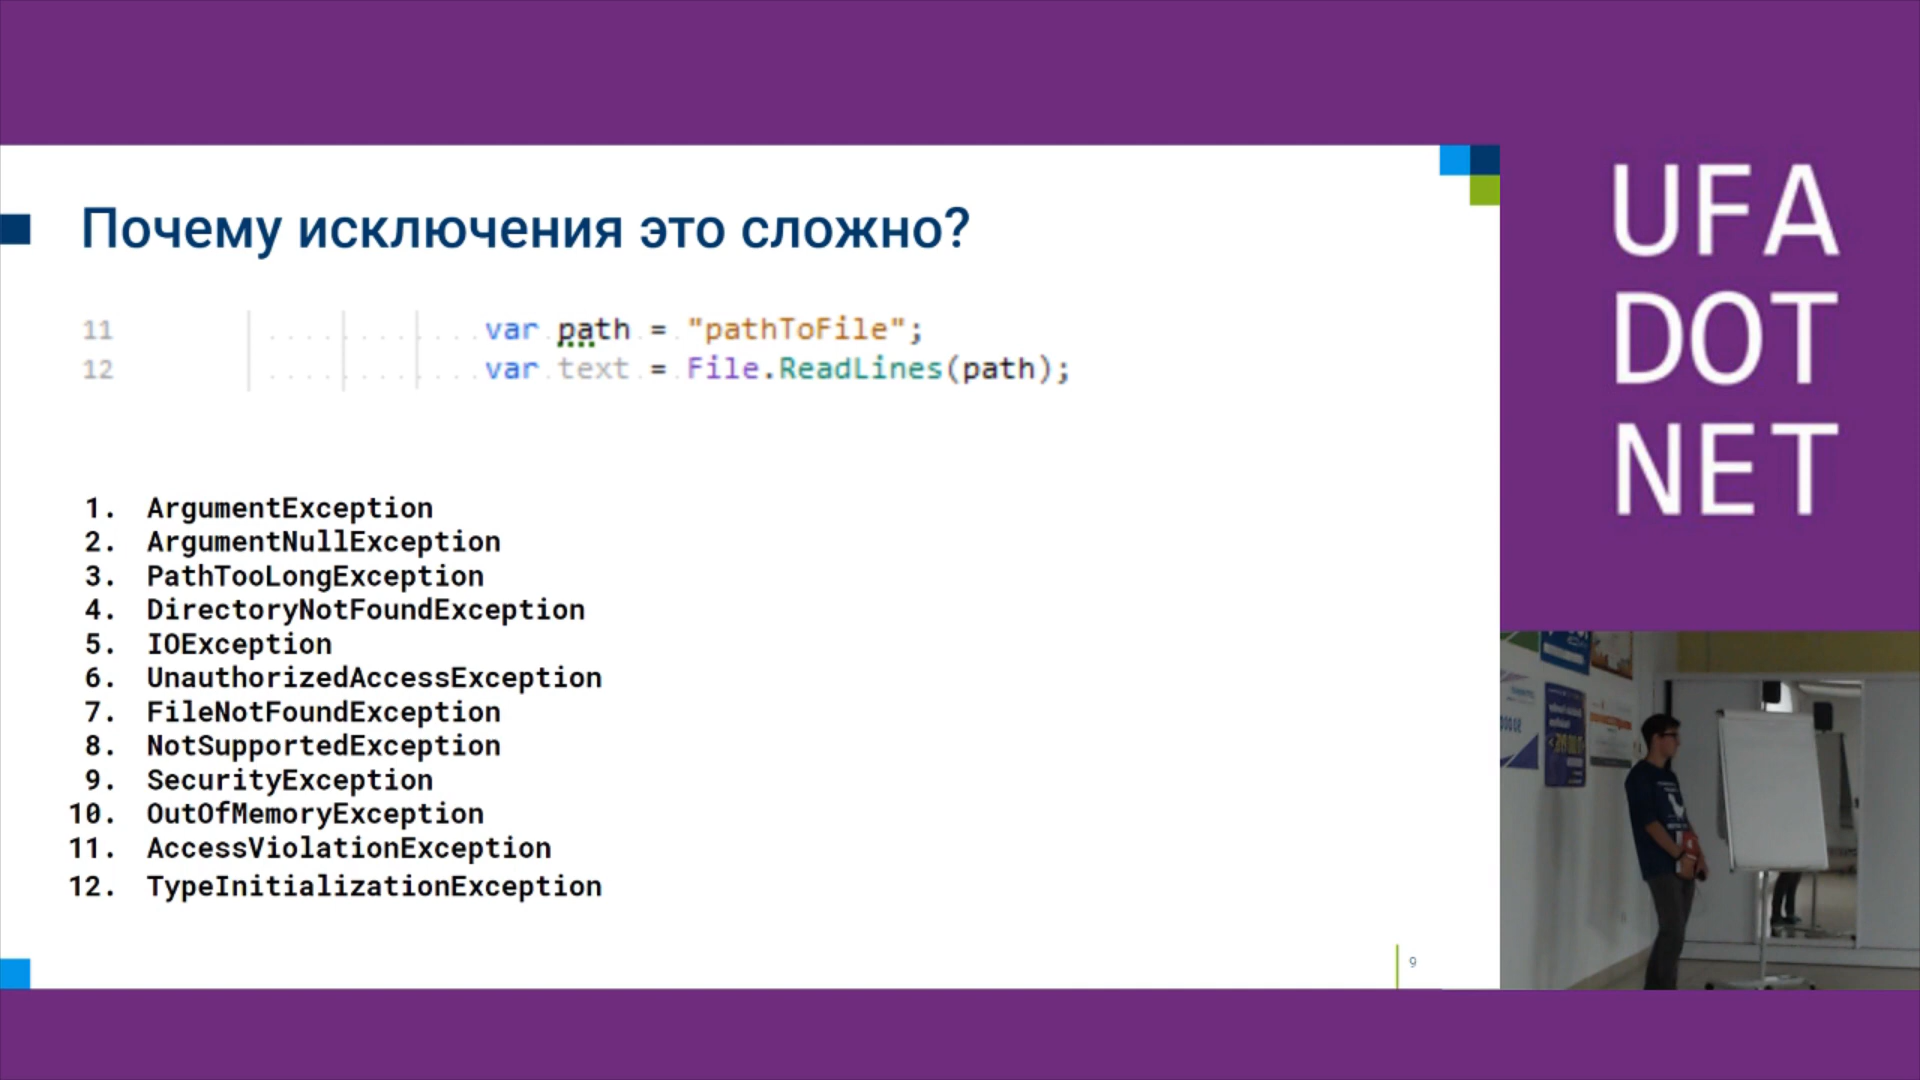 Почему исключения это сложно?
11 var path = "pathToFile";
12 var text = File.ReadLines(path);
1. ArgumentException
2. ArgumentNullException
3. PathTooLongException
4. DirectoryNotFoundException
5. IOException
6. UnauthorizedAccessException
7. FileNotFoundException
8. NotSupportedException
9. SecurityException
10. OutOfMemoryException
11. AccessViolationException
12. TypeInitializationException
9
UFA
DOT
NET